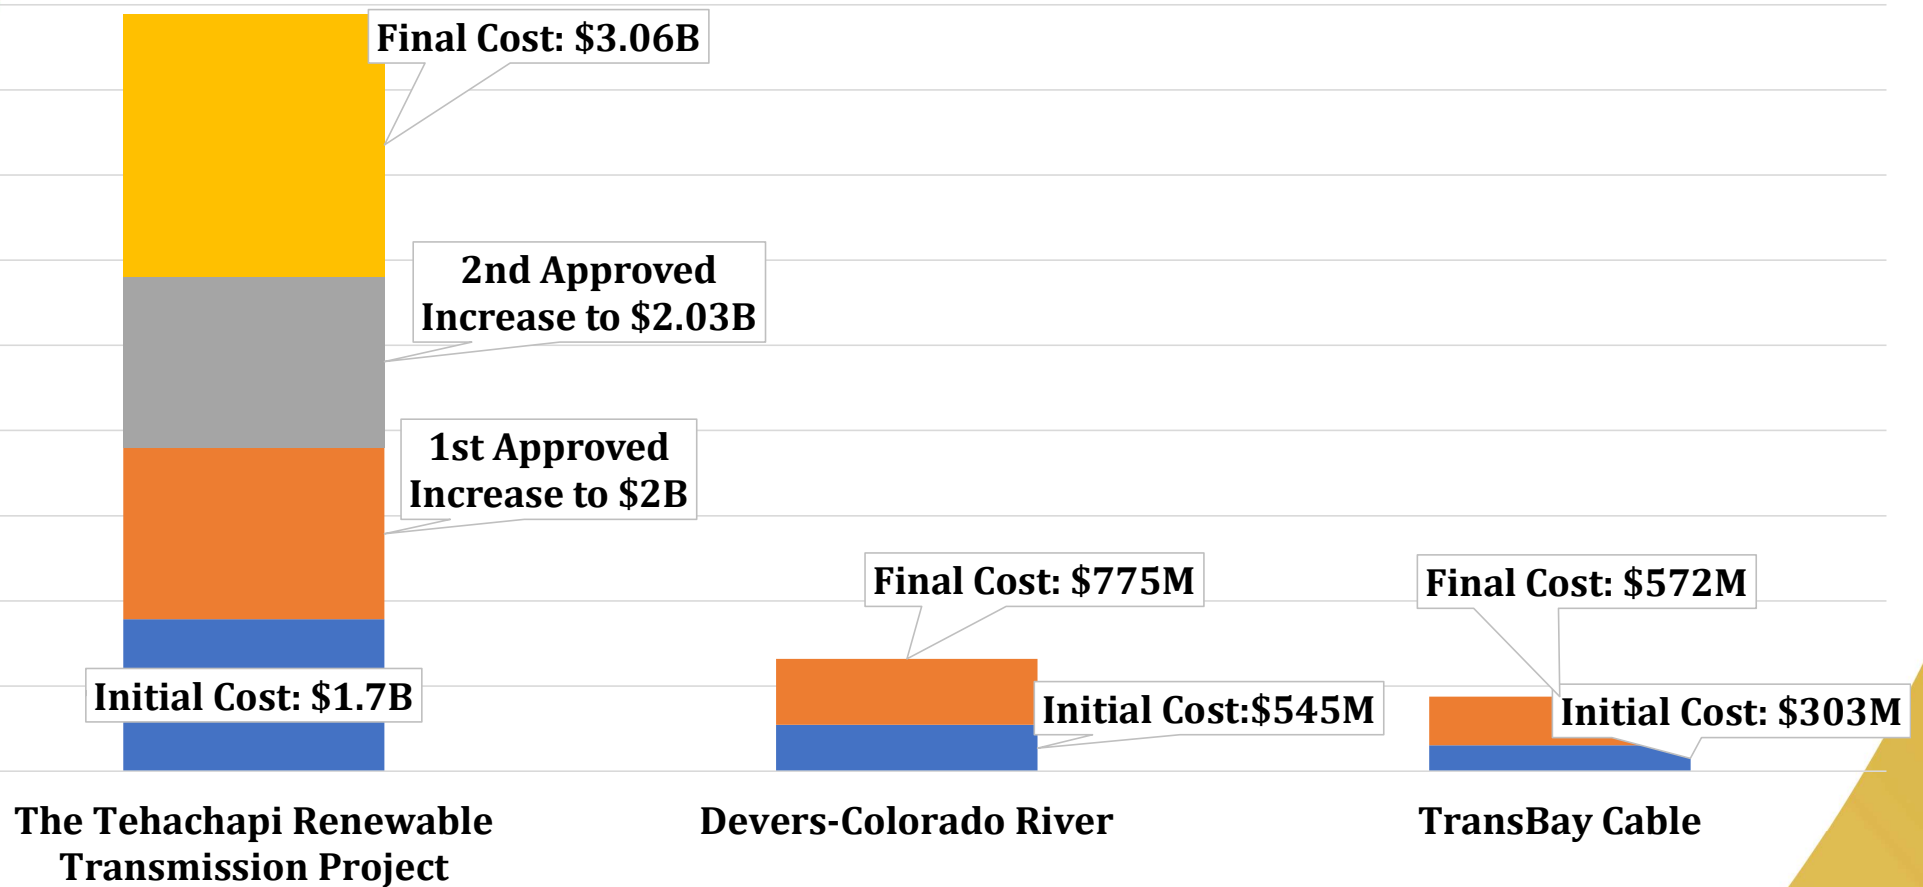 Final Cost: $3.06B
2nd Approved
Increase to $2.03B
1st Approved
Increase to $2B
Initial Cost: $1.7B
Final Cost: $775M
Initial Cost:$545M
Final Cost: $572M
Initial Cost: $303M
The Tehachapi Renewable
Transmission Project
Devers-Colorado River
TransBay Cable